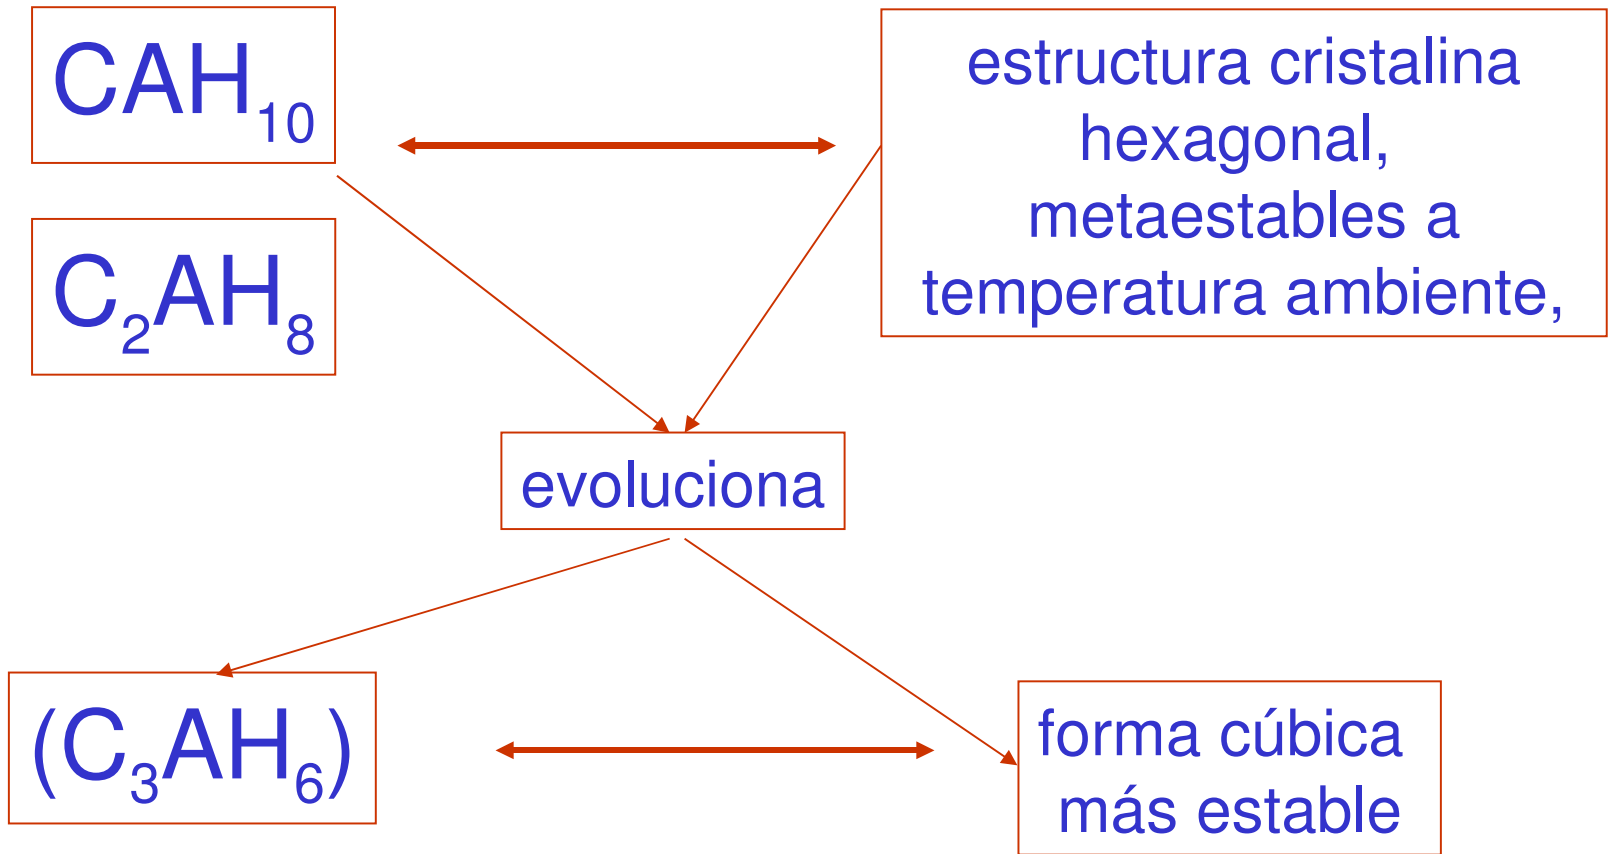 CAH₁₀
C₂AH₈
estructura cristalina
hexagonal,
metaestables a
temperatura ambiente,
evoluciona
(C₃AH₆)
forma cúbica
más estable